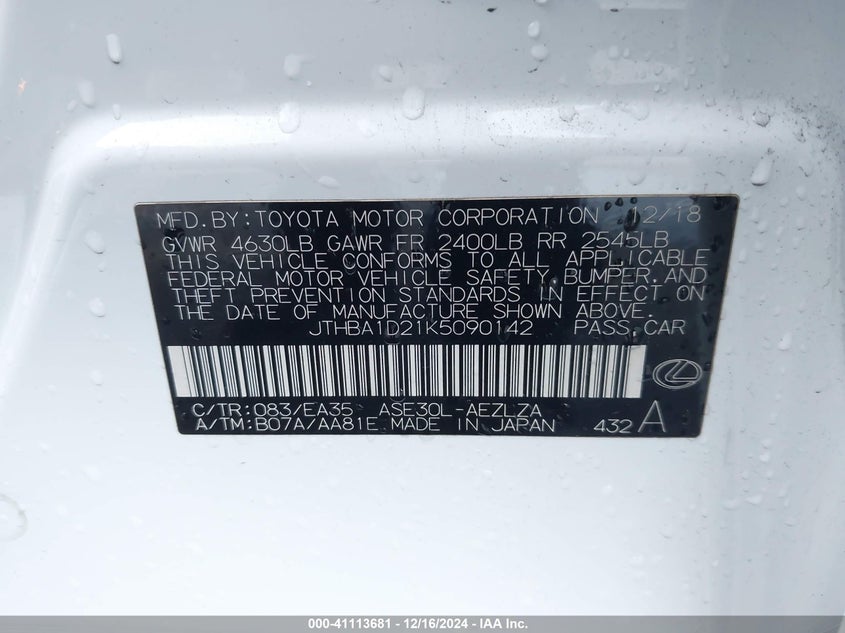 MFD. BY: TOYOTA MOTOR CORPORATION 12/18
GVWR 4630LB GAWR FR 2400LB RR 2545LB
THIS VEHICLE CONFORMS TO ALL APPLICABLE
FEDERAL MOTOR VEHICLE SAFETY, BUMPER, AND
THEFT PREVENTION STANDARDS IN EFFECT ON
THE DATE OF MANUFACTURE SHOWN ABOVE.
JTHBA1D21K5090142 PASS. CAR
C/TR: 083/EA35 ASE30L-AEZLZA
A/TM: B07A/AA81E MADE IN JAPAN 432 A
000-41113681 - 12/16/2024 - IAA Inc.